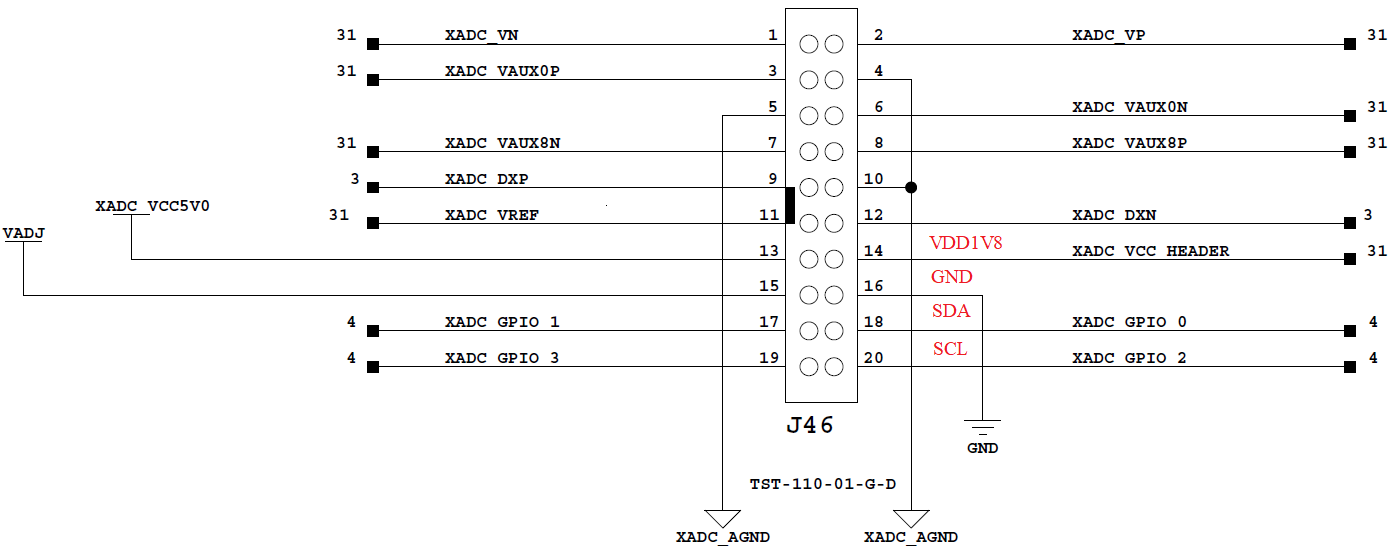 31 XADC_VN 1 2 XADC_VP 31
31 XADC_VAUX0P 3 4
5 6 XADC_VAUX0N 31
31 XADC_VAUX8N 7 8 XADC_VAUX8P 31
3 XADC_DXP 9 10
XADC_VCC5V0
31 XADC_VREF 11 12 XADC_DXN 3
VADJ
13 14 VDD1V8 XADC_VCC_HEADER 31
15 16 GND
SDA
4 XADC_GPIO_1 17 18 XADC_GPIO_0 4
SCL
4 XADC_GPIO_3 19 20 XADC_GPIO_2 4
J46
GND
TST-110-01-G-D
XADC_AGND XADC_AGND